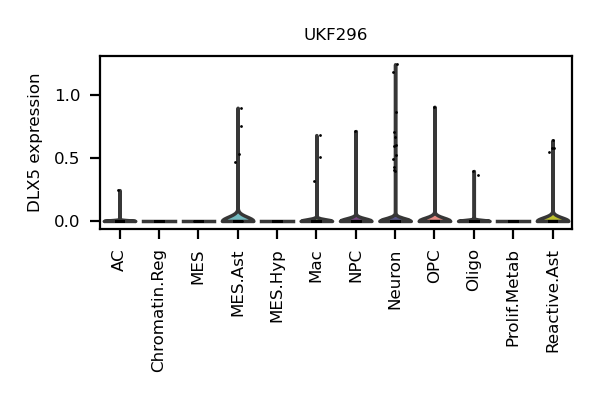 UKF296
DLX5 expression
1.0
0.5
0.0
AC
Chromatin.Reg
MES
MES.Ast
MES.Hyp
Mac
NPC
Neuron
OPC
Oligo
Prolif.Metab
Reactive.Ast